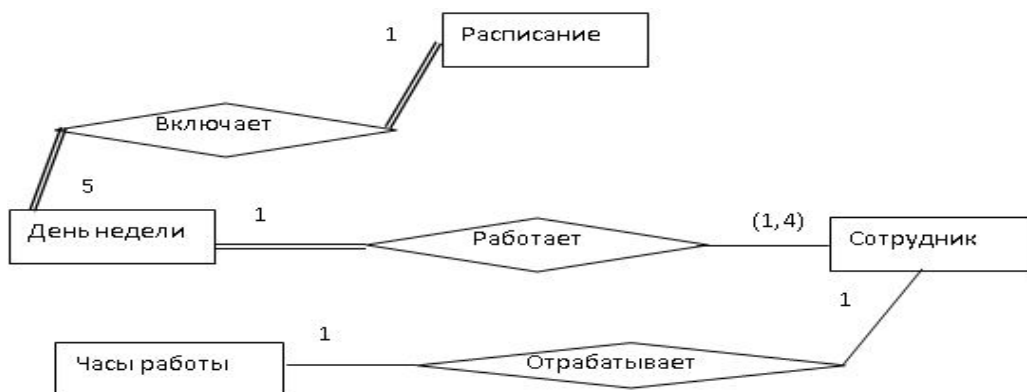 1
Расписание
Включает
5
День недели
1
Работает
(1,4)
Сотрудник
1
1
Часы работы
Отрабатывает